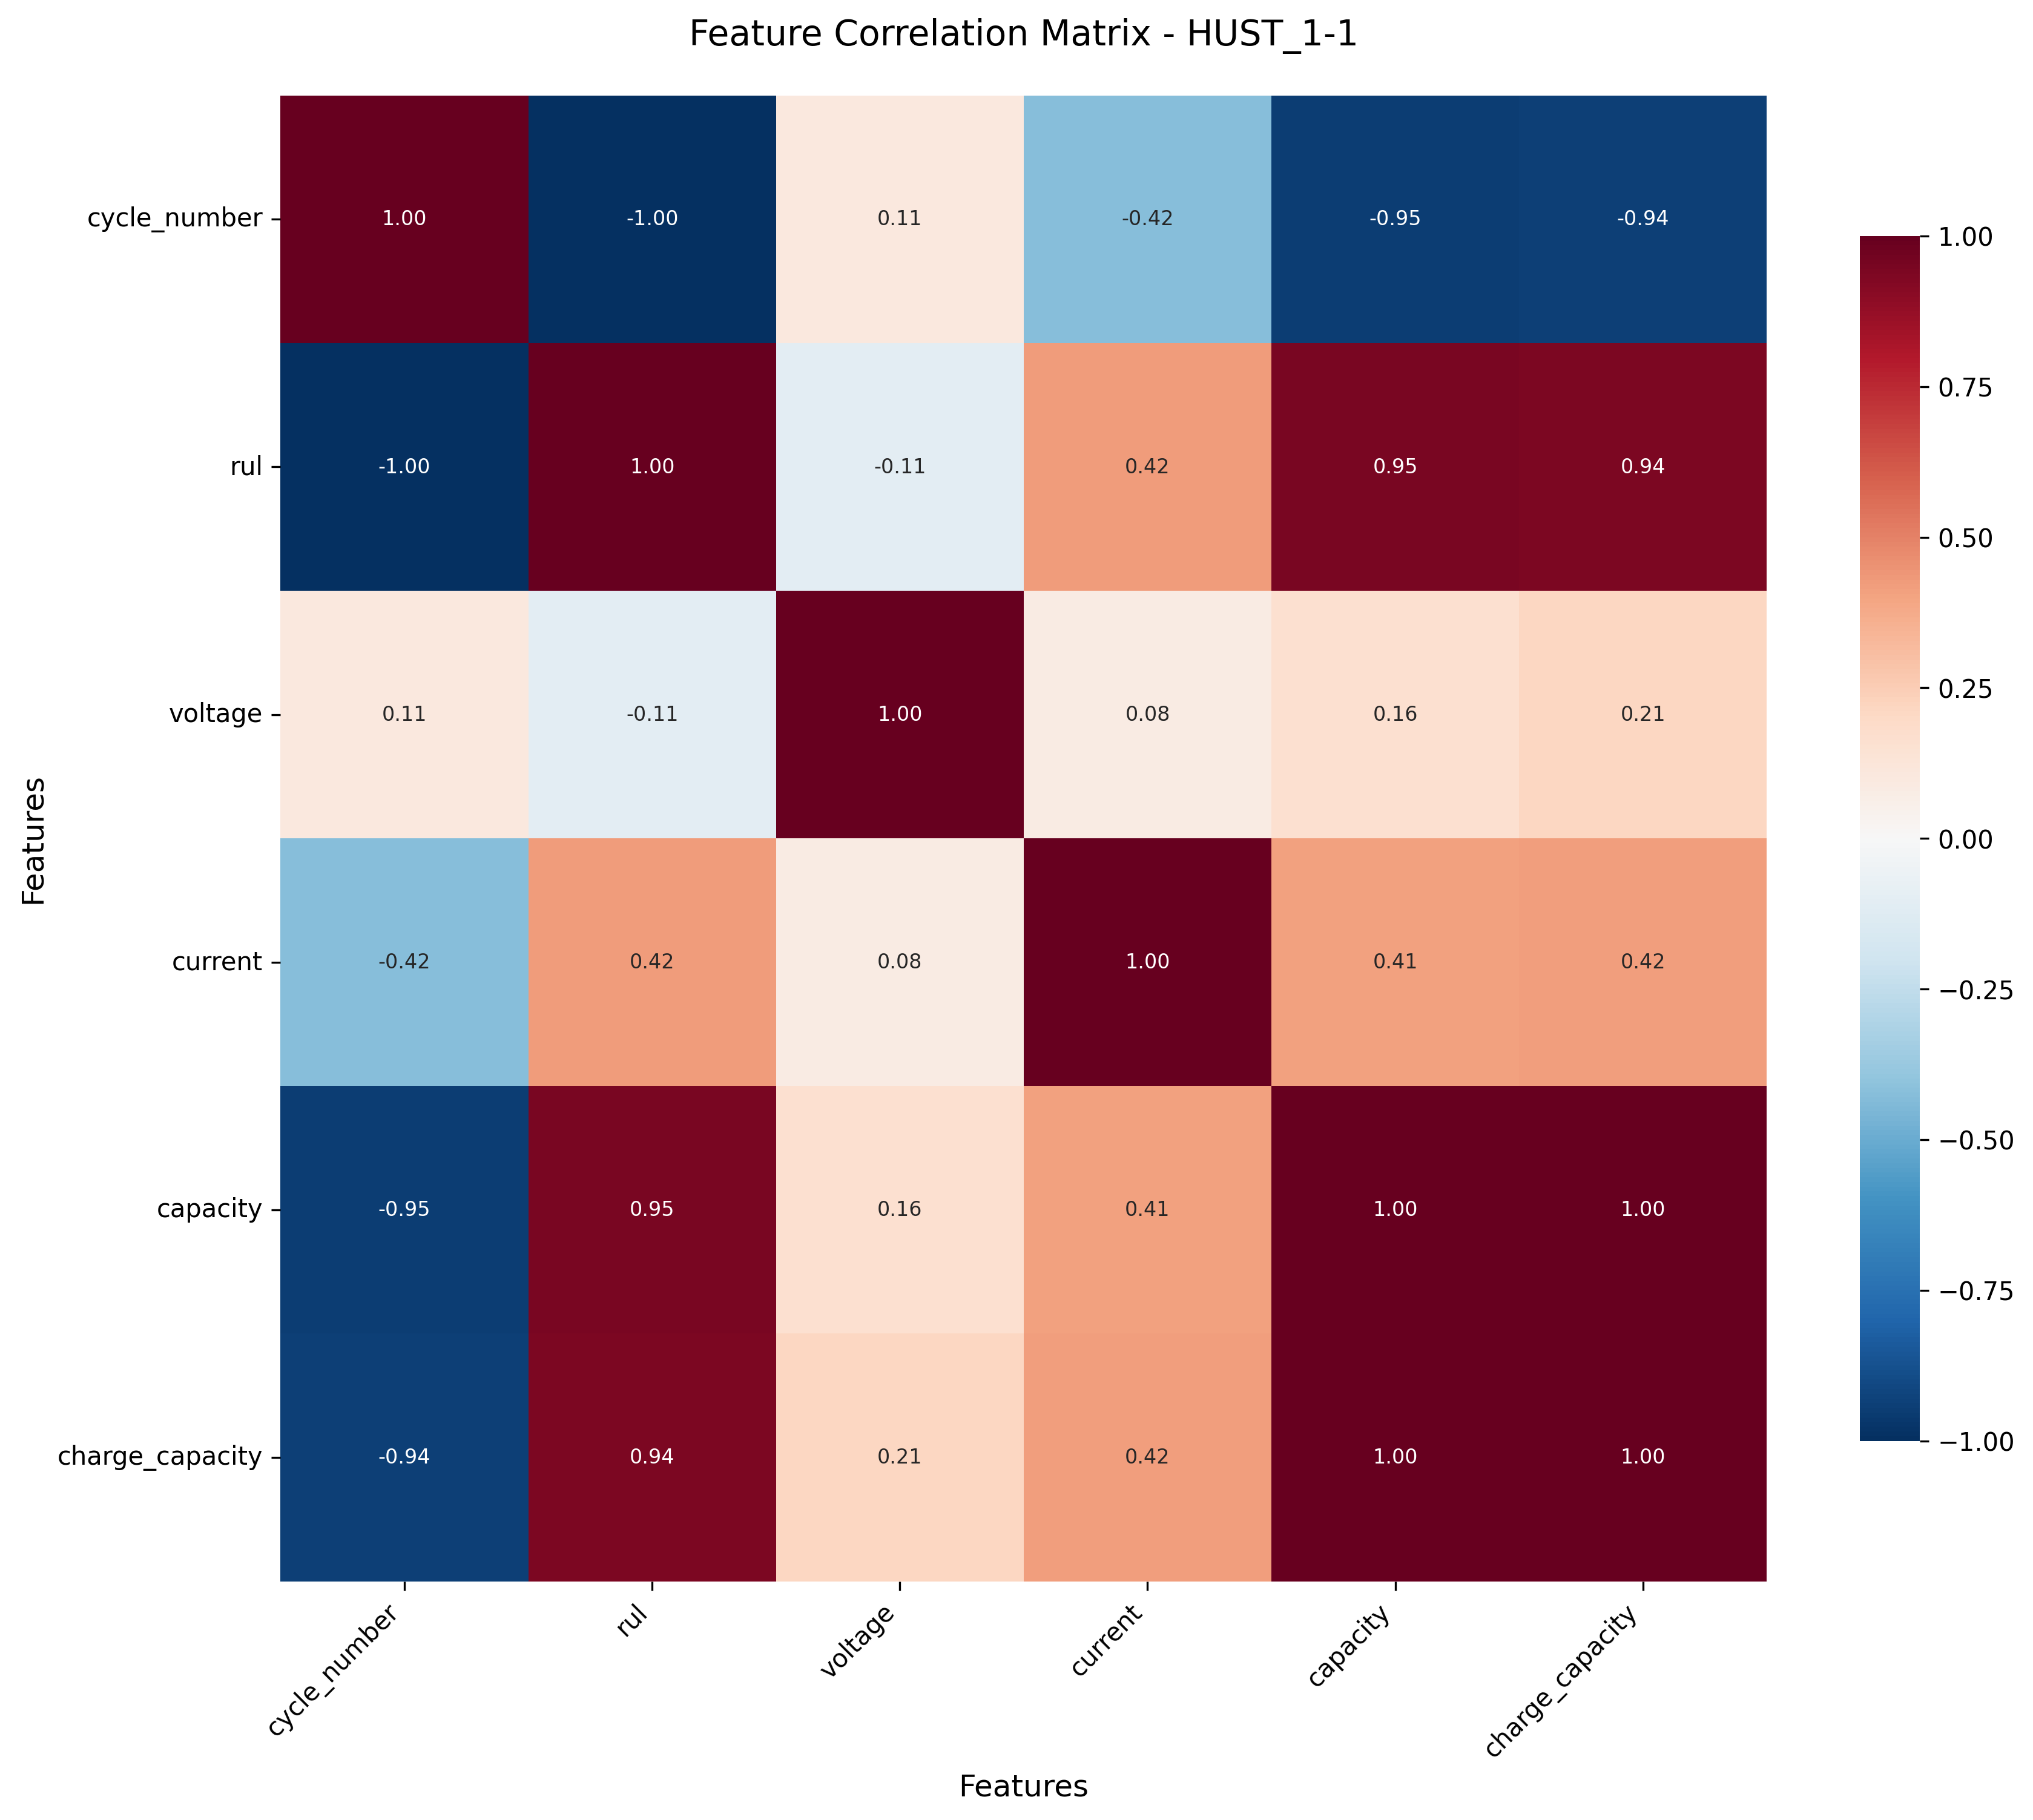 Feature Correlation Matrix - HUST_1-1
cycle_number 1.00 -1.00 0.11 -0.42 -0.95 -0.94
rul -1.00 1.00 -0.11 0.42 0.95 0.94
voltage 0.11 -0.11 1.00 0.08 0.16 0.21
current -0.42 0.42 0.08 1.00 0.41 0.42
capacity -0.95 0.95 0.16 0.41 1.00 1.00
charge_capacity -0.94 0.94 0.21 0.42 1.00 1.00
Features
cycle_number rul voltage current capacity charge_capacity
Features
1.00
0.75
0.50
0.25
0.00
−0.25
−0.50
−0.75
−1.00